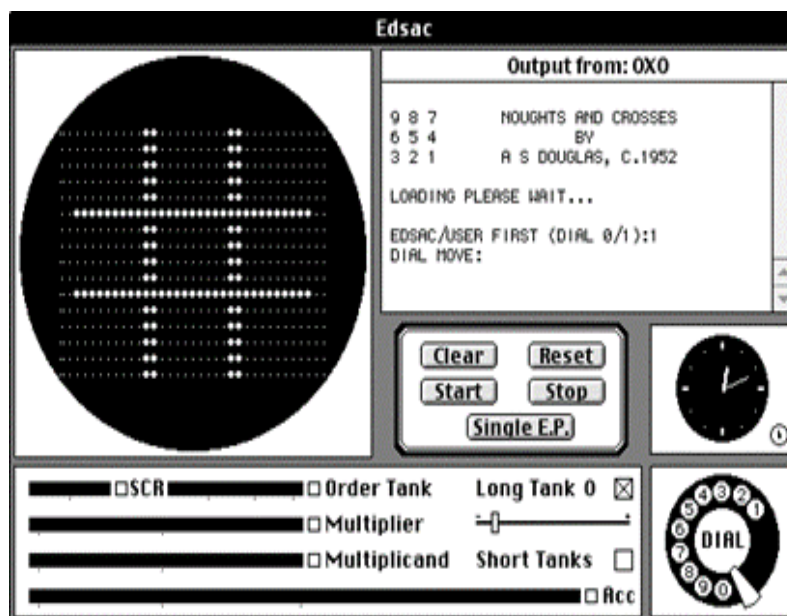 Edsac
Output from: OXO
9 8 7 NOUGHTS AND CROSSES
6 5 4 BY
3 2 1 A S DOUGLAS, C.1952
LOADING PLEASE WAIT...
EDSAC/USER FIRST (DIAL 0/1):1
DIAL MOVE:
Clear Reset
Start Stop
Single E.P.
SCR Order Tank Long Tank 0
Multiplier
Multiplicand Short Tanks
Acc
1
2
3
4
5
6
7
8
9
0
DIAL